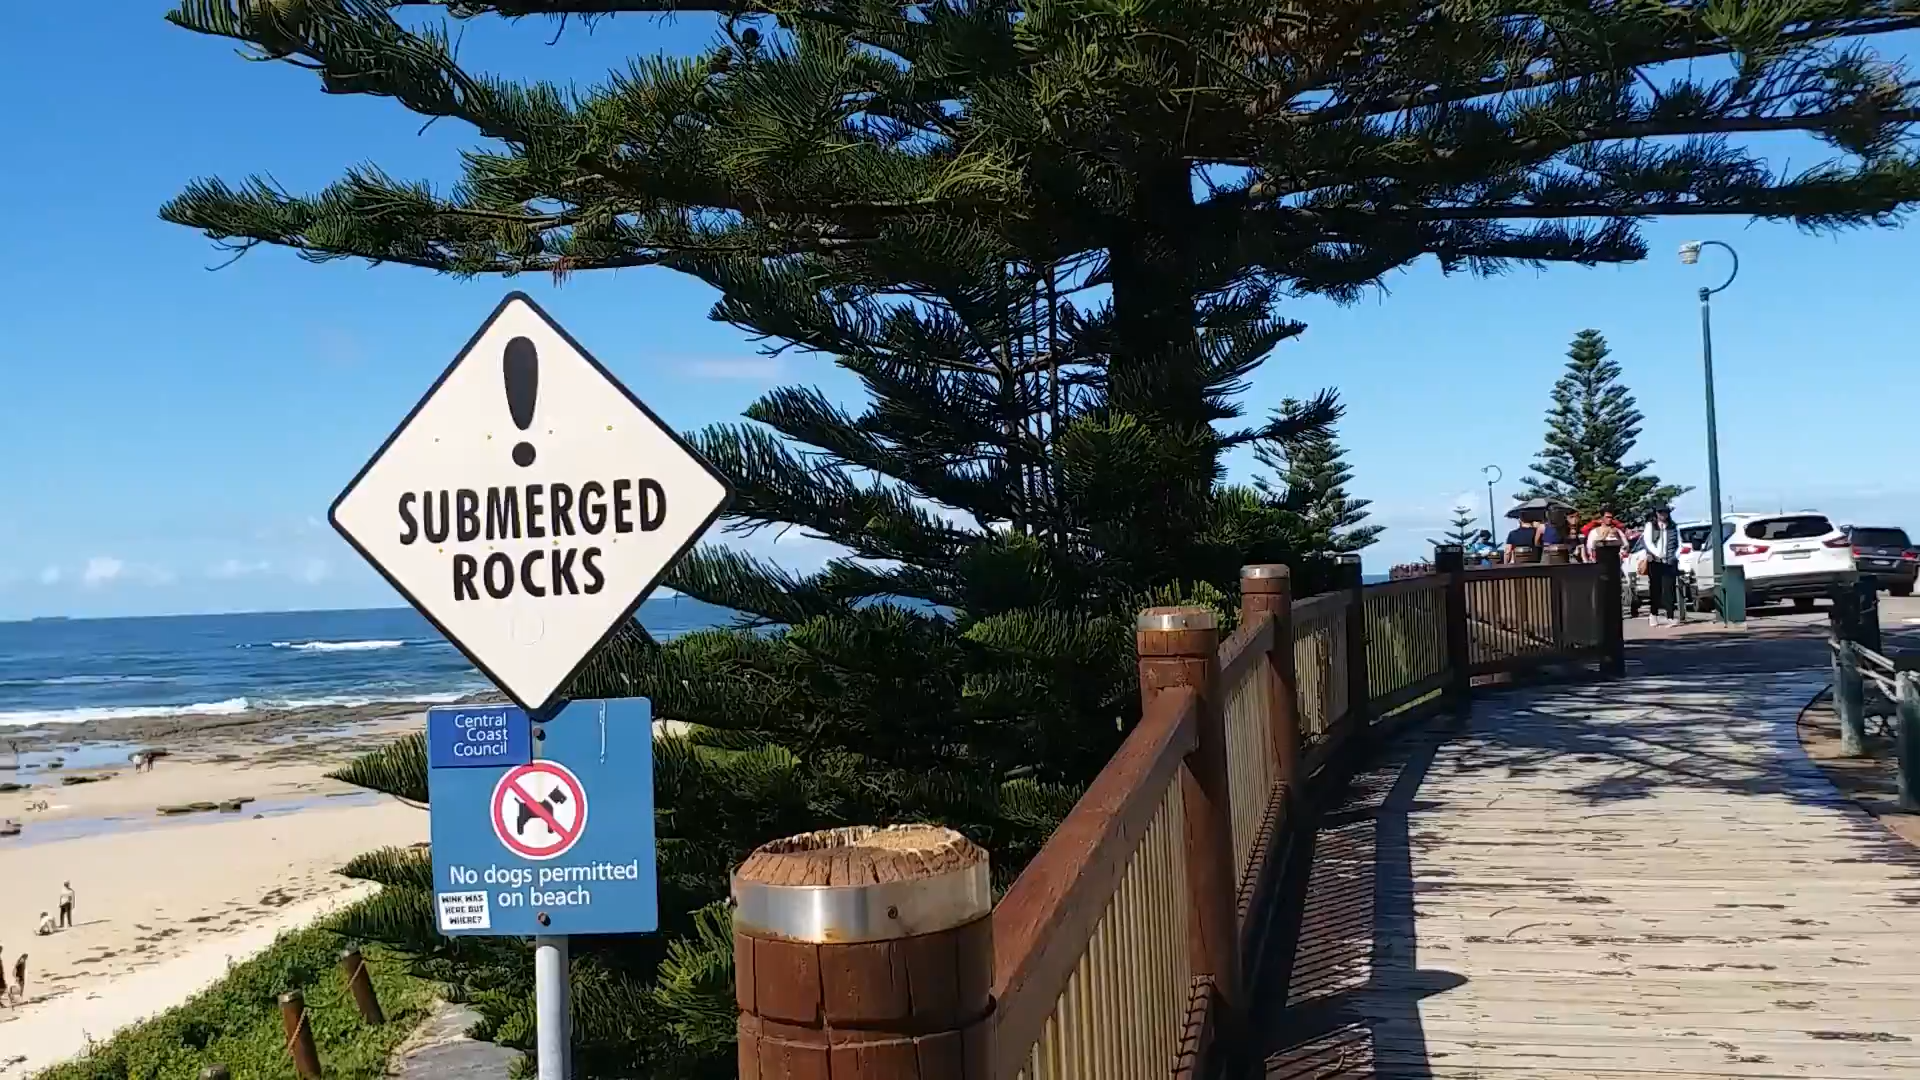 SUBMERGED
ROCKS
Central
Coast
Council
No dogs permitted
on beach
WINK WAS
HERE BUT
WHERE?